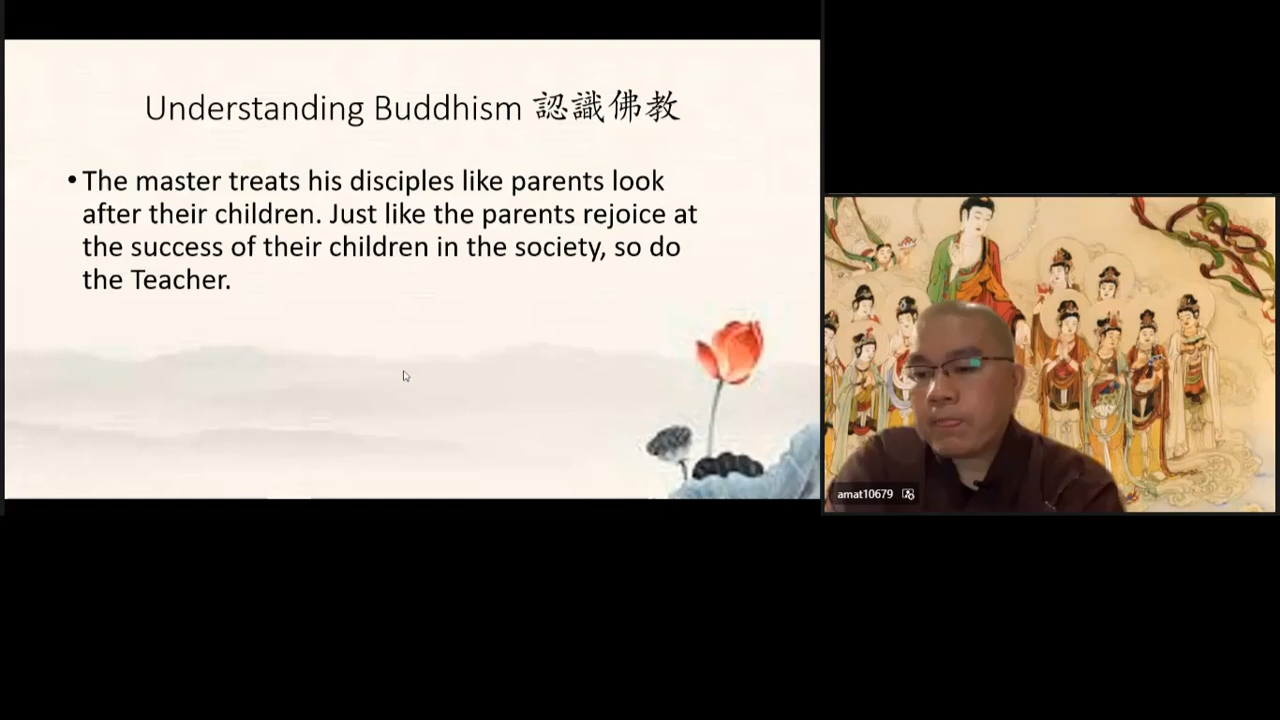 Understanding Buddhism 認識佛教
• The master treats his disciples like parents look
after their children. Just like the parents rejoice at
the success of their children in the society, so do
the Teacher.
amat10679